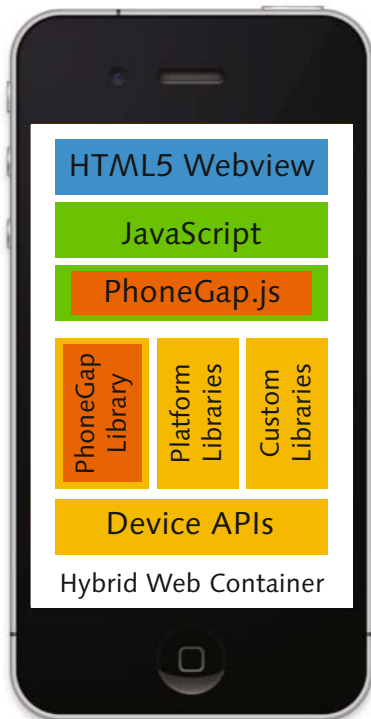 HTML5 Webview
JavaScript
PhoneGap.js
PhoneGap
Library
Platform
Libraries
Custom
Libraries
Device APIs
Hybrid Web Container